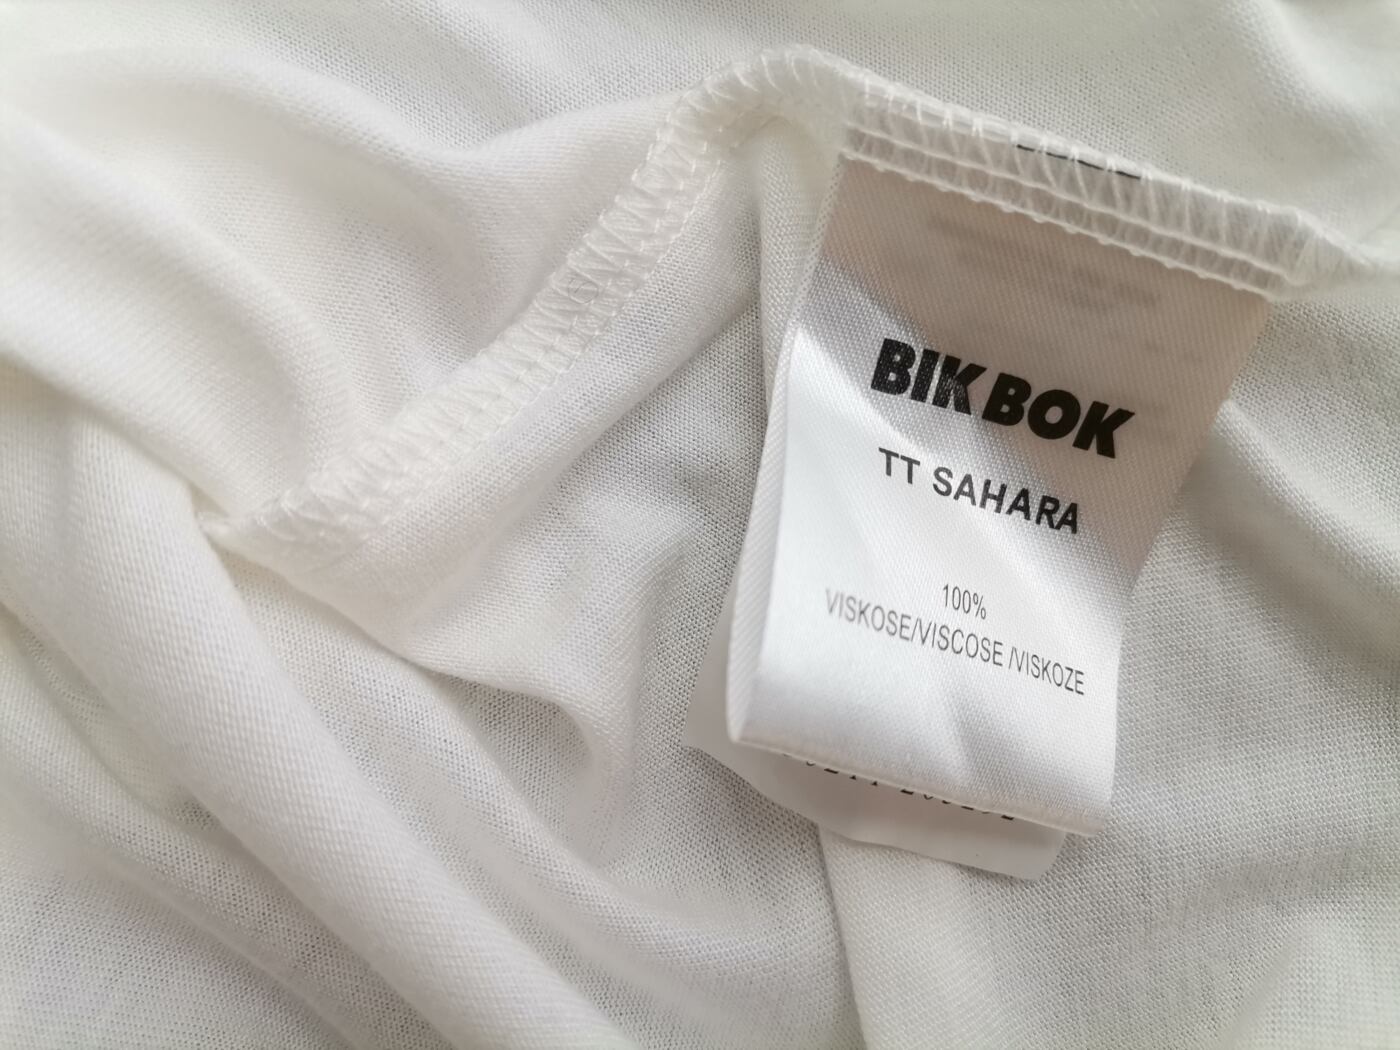 BIK BOK
TT SAHARA
100%
VISKOSE/VISCOSE /VISKOZE